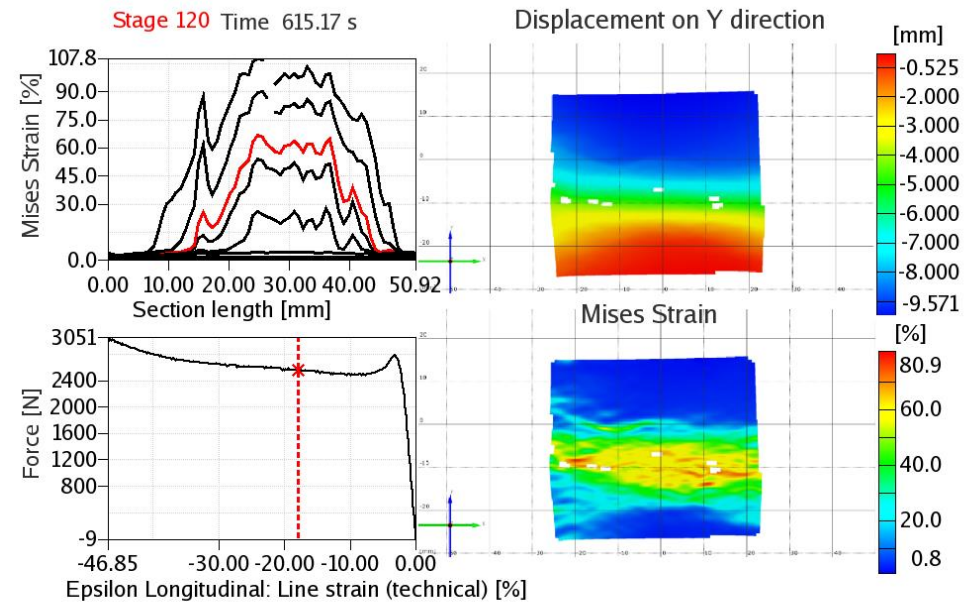 Stage 120 Time 615.17 s
Displacement on Y direction
[mm]
-0.525
-2.000
-3.000
-4.000
-5.000
-6.000
-7.000
-8.000
-9.571
Mises Strain [%]
107.8
90.0
75.0
60.0
45.0
30.0
0.0
0.00 10.00 20.00 30.00 40.00 50.92
Section length [mm]
Mises Strain
[%]
80.9
60.0
40.0
20.0
0.8
Force [N]
3051
2400
2000
1600
1200
800
-9
-46.85 -30.00 -20.00 -10.00 0.00
Epsilon Longitudinal: Line strain (technical) [%]